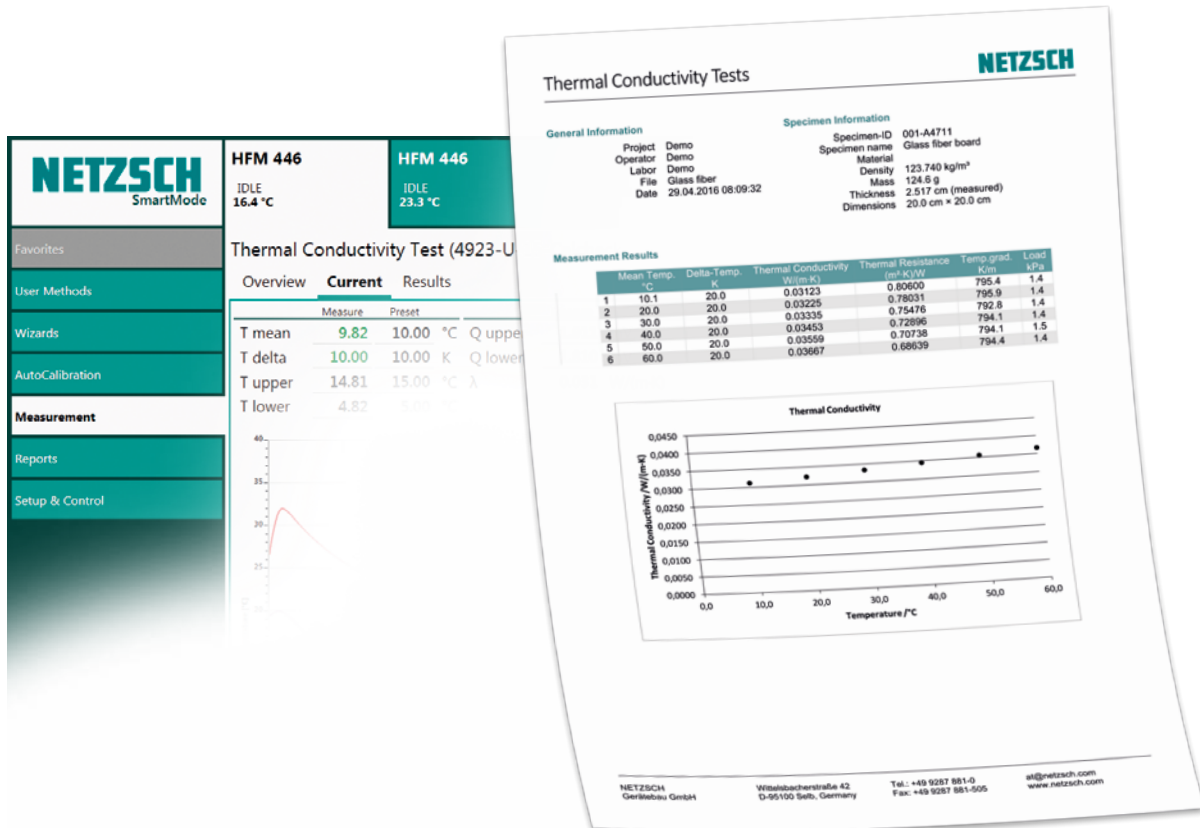 NETZSCH
SmartMode
HFM 446
IDLE
16.4 °C
HFM 446
IDLE
23.3 °C
Favorites
User Methods
Wizards
AutoCalibration
Measurement
Reports
Setup & Control
Thermal Conductivity Test (4923-U
Overview Current Results
Measure Preset
T mean 9.82 10.00 °C Q uppe
T delta 10.00 10.00 K Q lower
T upper 14.81 15.00 °C λ
T lower 4.82 5.00 °C
40
35
30
25
Thermal Conductivity Tests
NETZSCH
General Information
Project Demo
Operator Demo
Labor Demo
File Glass fiber
Date 29.04.2016 08:09:32
Specimen Information
Specimen-ID 001-A4711
Specimen name Glass fiber board
Material
Density 123.740 kg/m³
Mass 124.6 g
Thickness 2.517 cm (measured)
Dimensions 20.0 cm × 20.0 cm
Measurement Results
Mean Temp. Delta-Temp. Thermal Conductivity Thermal Resistance Temp.grad. Load
°C K W/(m·K) (m²·K)/W K/m kPa
1 10.1 20.0 0.03123 0.80600 795.4 1.4
2 20.0 20.0 0.03225 0.78031 795.9 1.4
3 30.0 20.0 0.03335 0.75476 792.8 1.4
4 40.0 20.0 0.03453 0.72896 794.1 1.4
5 50.0 20.0 0.03559 0.70738 794.1 1.5
6 60.0 20.0 0.03667 0.68639 794.4 1.4
Thermal Conductivity
Thermal Conductivity /W/(m·K)
0,0450
0,0400
0,0350
0,0300
0,0250
0,0200
0,0150
0,0100
0,0050
0,0000
0,0 10,0 20,0 30,0 40,0 50,0 60,0
Temperature /°C
NETZSCH
Gerätebau GmbH
Wittelsbacherstraße 42
D-95100 Selb, Germany
Tel.: +49 9287 881-0
Fax: +49 9287 881-505
at@netzsch.com
www.netzsch.com